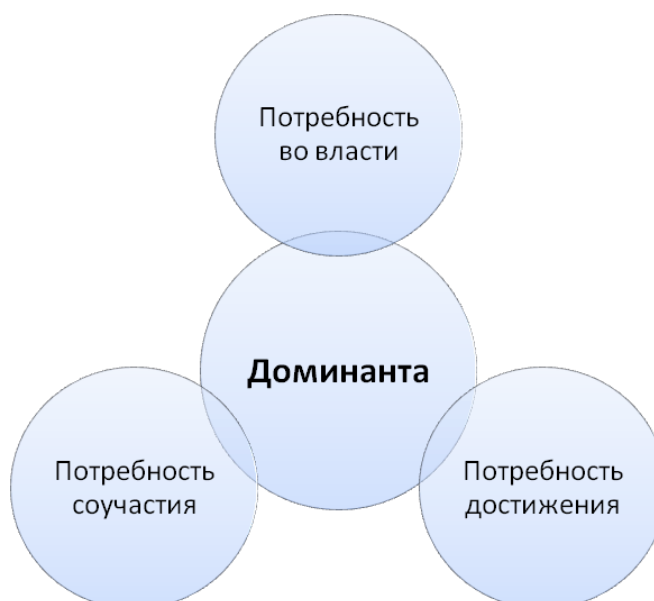 Потребность
во власти
Доминанта
Потребность
соучастия
Потребность
достижения